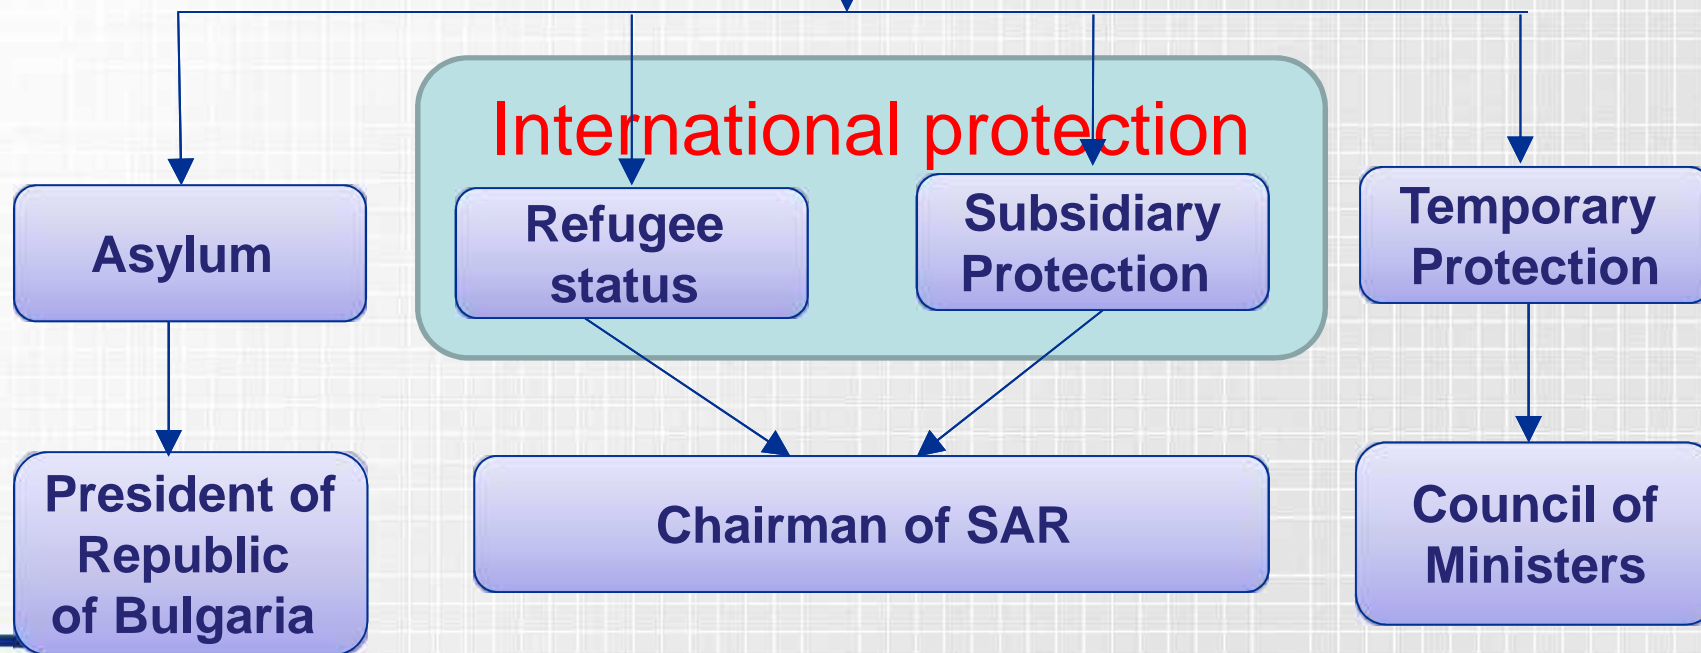 International protection
Asylum
Refugee
status
Subsidiary
Protection
Temporary
Protection
President of
Republic
of Bulgaria
Chairman of SAR
Council of
Ministers